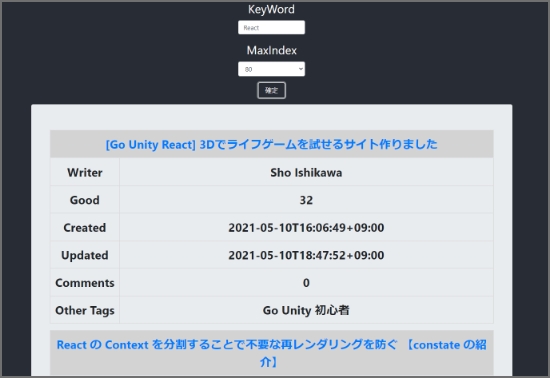 KeyWord
React
MaxIndex
80
確定
[Go Unity React] 3Dでライフゲームを試せるサイト作りました
Writer Sho Ishikawa
Good 32
Created 2021-05-10T16:06:49+09:00
Updated 2021-05-10T18:47:52+09:00
Comments 0
Other Tags Go Unity 初心者
React の Context を分割することで不要な再レンダリングを防ぐ 【constate の紹
介】